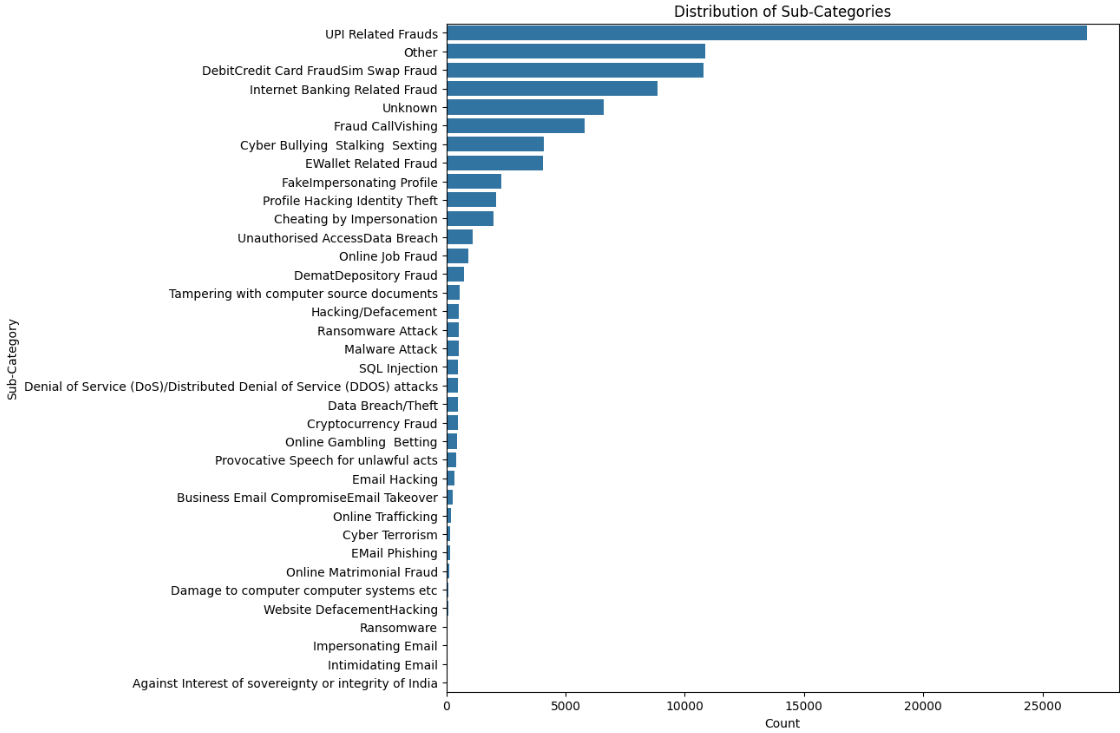 Distribution of Sub-Categories
UPI Related Frauds
Other
DebitCredit Card FraudSim Swap Fraud
Internet Banking Related Fraud
Unknown
Fraud CallVishing
Cyber Bullying  Stalking  Sexting
EWallet Related Fraud
FakeImpersonating Profile
Profile Hacking Identity Theft
Cheating by Impersonation
Unauthorised AccessData Breach
Online Job Fraud
DematDepository Fraud
Tampering with computer source documents
Hacking/Defacement
Ransomware Attack
Malware Attack
SQL Injection
Denial of Service (DoS)/Distributed Denial of Service (DDOS) attacks
Data Breach/Theft
Cryptocurrency Fraud
Online Gambling  Betting
Provocative Speech for unlawful acts
Email Hacking
Business Email CompromiseEmail Takeover
Online Trafficking
Cyber Terrorism
EMail Phishing
Online Matrimonial Fraud
Damage to computer computer systems etc
Website DefacementHacking
Ransomware
Impersonating Email
Intimidating Email
Against Interest of sovereignty or integrity of India
Sub-Category
0 5000 10000 15000 20000 25000
Count